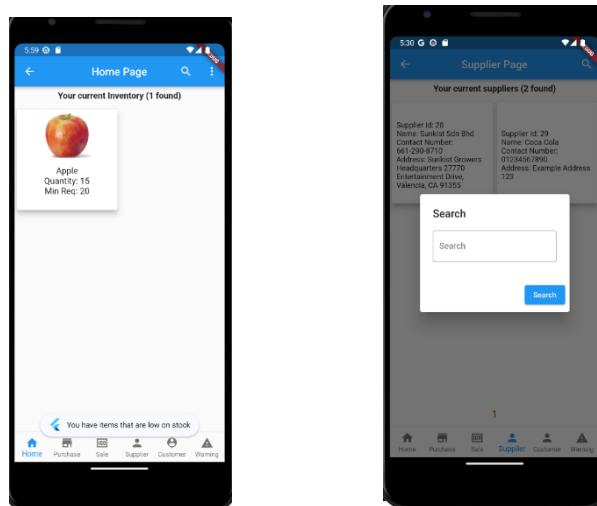 5:59
DEBUG
Home Page
Your current Inventory (1 found)
Apple
Quantity: 15
Min Req: 20
You have items that are low on stock
Home Purchase Sale Supplier Customer Warning
5:30 G
DEBUG
Supplier Page
Your current suppliers (2 found)
Supplier Id: 28
Name: Sunkist Sdn Bhd
Contact Number:
661-290-8710
Address: Sunkist Growers
Headquarters 27770
Entertainment Drive,
Valencia, CA 91355
Supplier Id: 29
Name: Coca Cola
Contact Number:
01234567890
Address: Example Address
123
Search
Search
Search
1
Home Purchase Sale Supplier Customer Warning